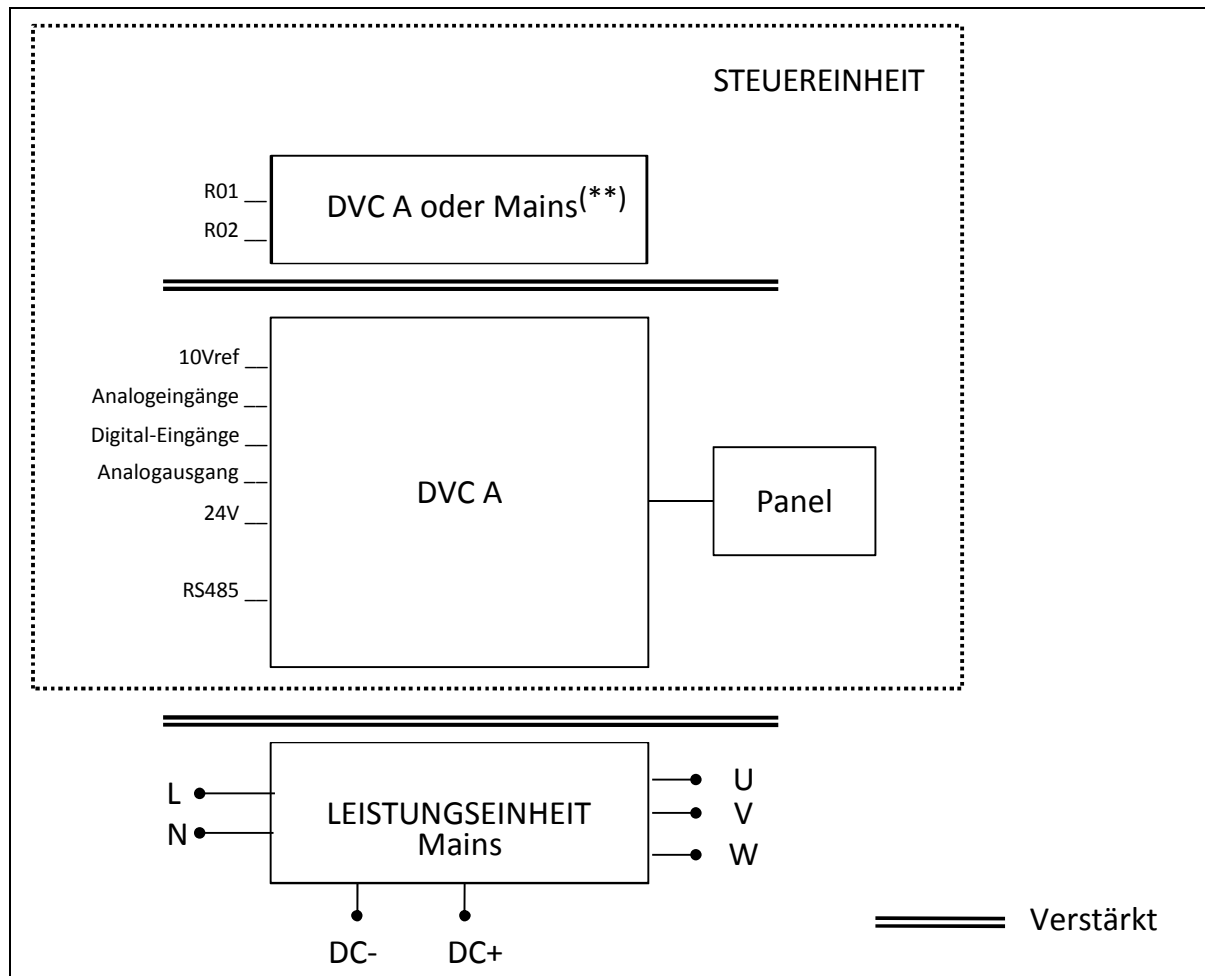 STEUEREINHEIT
R01
R02
DVC A oder Mains(**)
10Vref
Analogeingänge
Digital-Eingänge
Analogausgang
24V
RS485
DVC A
Panel
L
N
LEISTUNGSEINHEIT
Mains
U
V
W
DC-
DC+
Verstärkt